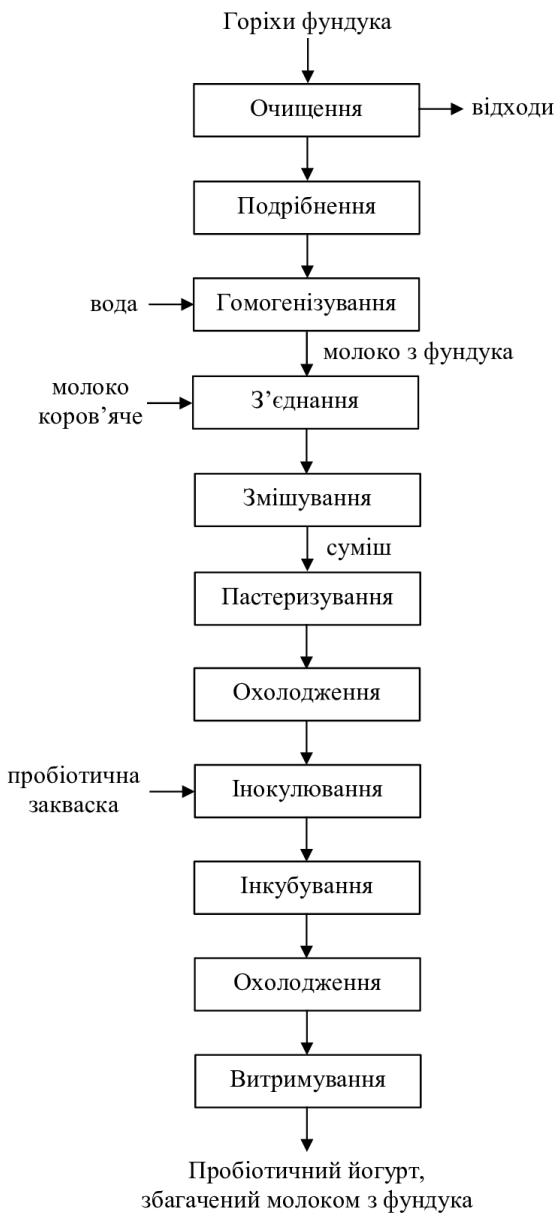 Горіхи фундука
Очищення
відходи
Подрібнення
вода
Гомогенізування
молоко з фундука
молоко
коров’яче
З’єднання
Змішування
суміш
Пастеризування
Охолодження
пробіотична
закваска
Інокулювання
Інкубування
Охолодження
Витримування
Пробіотичний йогурт,
збагачений молоком з фундука